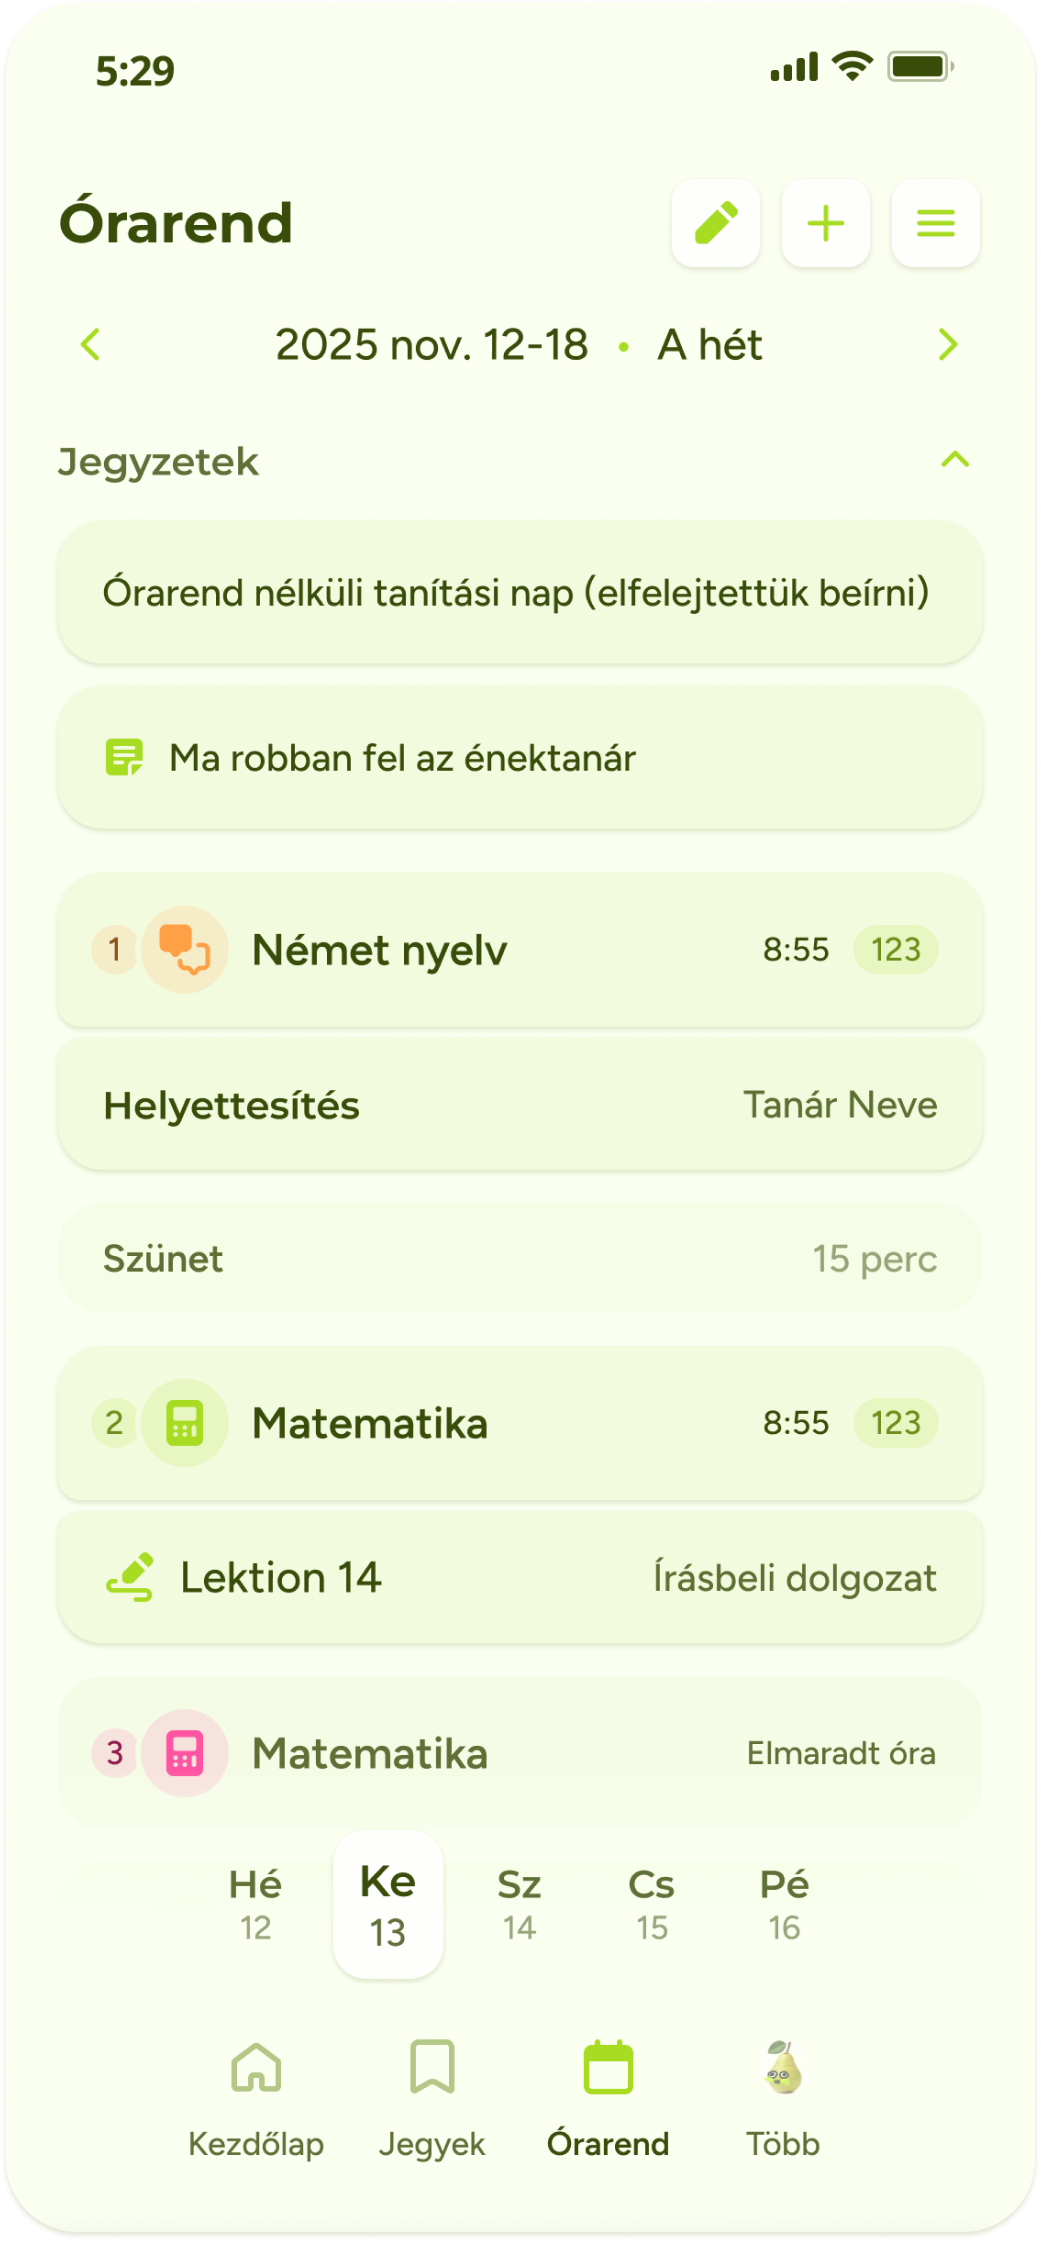 5:29
Órarend
2025 nov. 12-18 • A hét
Jegyzetek
Órarend nélküli tanítási nap (elfelejtettük beírni)
Ma robban fel az énektanár
1 Német nyelv 8:55 123
Helyettesítés Tanár Neve
Szünet 15 perc
2 Matematika 8:55 123
Lektion 14 Írásbeli dolgozat
3 Matematika Elmaradt óra
Hé Ke Sz Cs Pé
12 13 14 15 16
Kezdőlap Jegyek Órarend Több